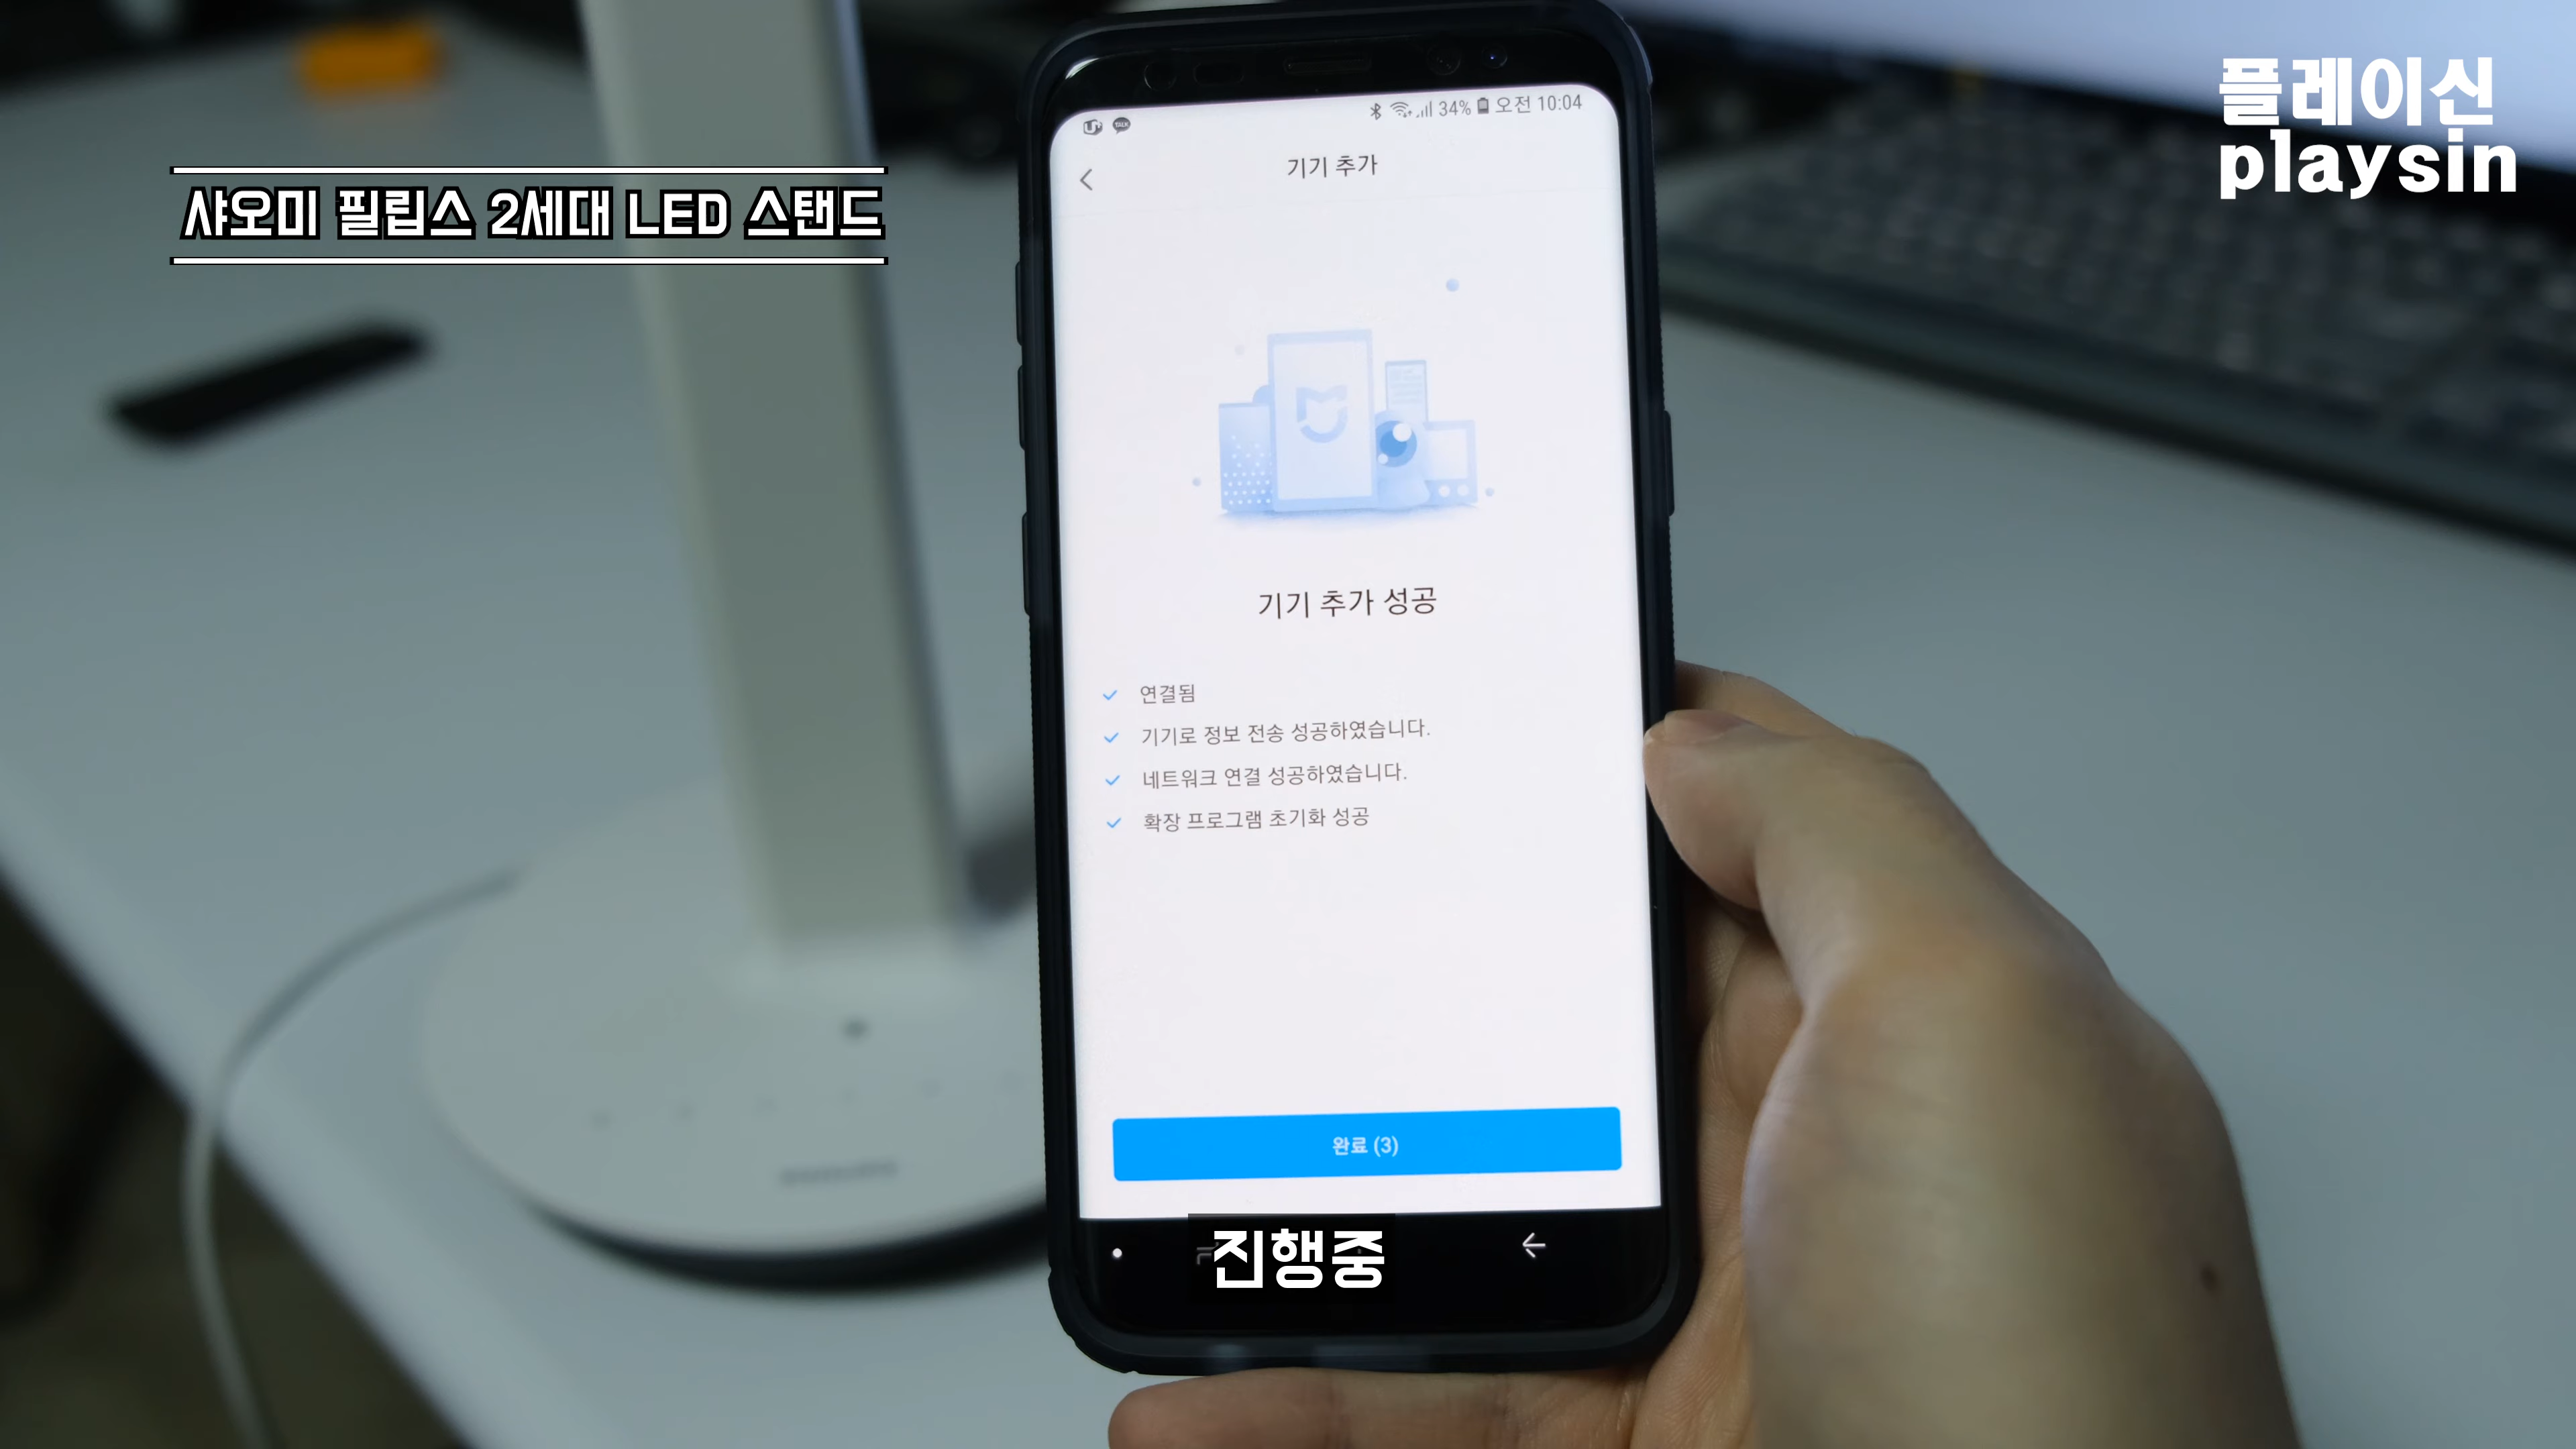 플레이신
playsin
샤오미 필립스 2세대 LED 스탠드
TALK
34% 오전 10:04
기기 추가
기기 추가 성공
연결됨
기기로 정보 전송 성공하였습니다.
네트워크 연결 성공하였습니다.
확장 프로그램 초기화 성공
완료 (3)
진행중